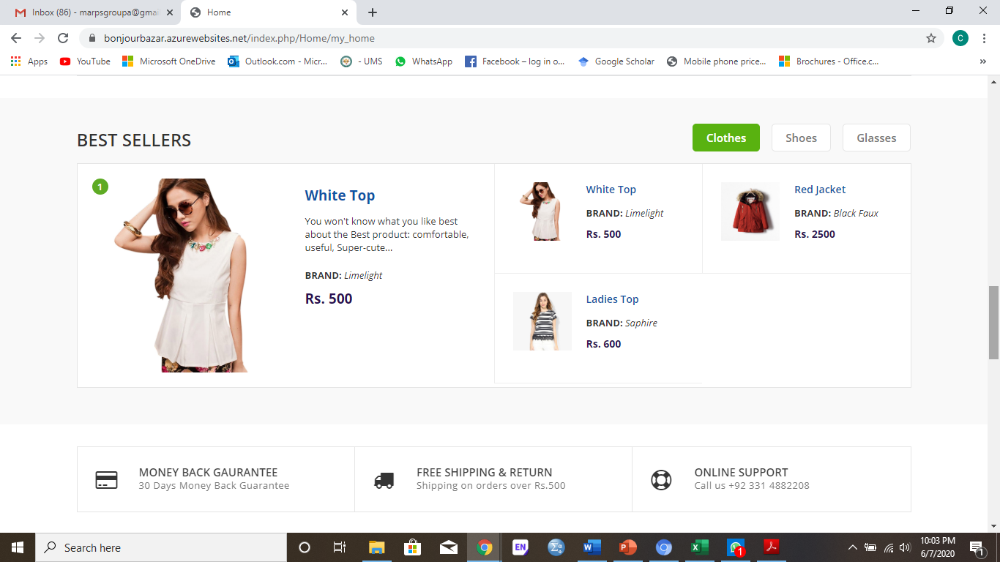 Inbox (86) - marpsgroupa@gmai
Home
bonjourbazar.azurewebsites.net/index.php/Home/my_home
C
Apps
YouTube
Microsoft OneDrive
Outlook.com - Micr...
- UMS
WhatsApp
Facebook – log in o...
Google Scholar
Mobile phone price...
Brochures - Office.c...
»
BEST SELLERS
Clothes
Shoes
Glasses
1
White Top
You won't know what you like best
about the Best product: comfortable,
useful, Super-cute...
BRAND: Limelight
Rs. 500
White Top
BRAND: Limelight
Rs. 500
Red Jacket
BRAND: Black Faux
Rs. 2500
Ladies Top
BRAND: Saphire
Rs. 600
MONEY BACK GAURANTEE
30 Days Money Back Guarantee
FREE SHIPPING & RETURN
Shipping on orders over Rs.500
ONLINE SUPPORT
Call us +92 331 4882208
Search here
EN
1
10:03 PM
6/7/2020
1